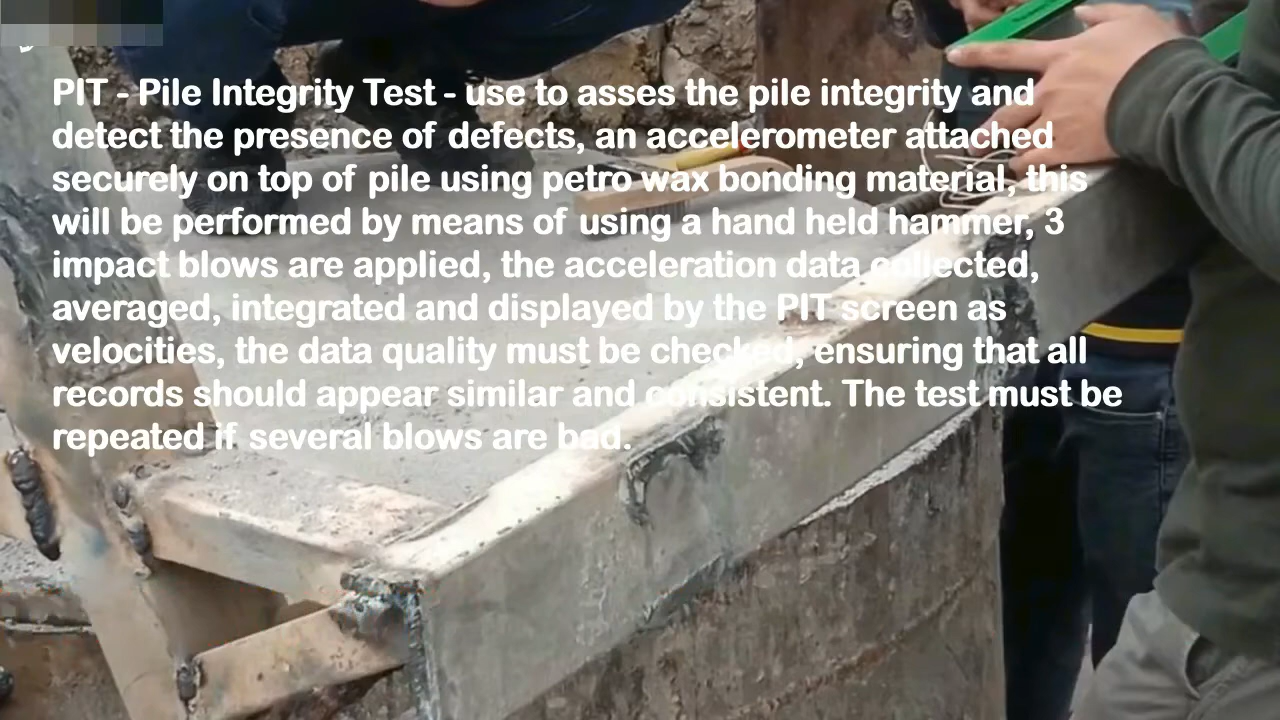 PIT - Pile Integrity Test - use to asses the pile integrity and
detect the presence of defects, an accelerometer attached
securely on top of pile using petro wax bonding material, this
will be performed by means of using a hand held hammer, 3
impact blows are applied, the acceleration data collected,
averaged, integrated and displayed by the PIT screen as
velocities, the data quality must be checked, ensuring that all
records should appear similar and consistent. The test must be
repeated if several blows are bad.